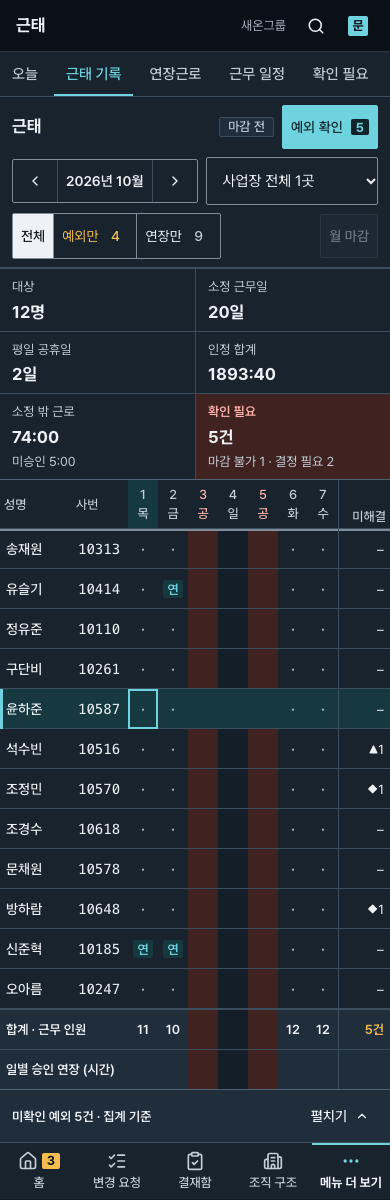 근태 새온그룹 문
오늘 근태 기록 연장근로 근무 일정 확인 필요
근태 마감 전 예외 확인 5
2026년 10월 사업장 전체 1곳
전체 예외만 4 연장만 9 월 마감
대상 소정 근무일
12명 20일
평일 공휴일 인정 합계
2일 1893:40
소정 밖 근로 확인 필요
74:00 5건
미승인 5:00 마감 불가 1 · 결정 필요 2
성명 사번 1 2 3 4 5 6 7 미해결
목 금 공 일 공 화 수
송재원 10313 · · · · –
유슬기 10414 · 연 · · –
정유준 10110 · · · · –
구단비 10261 · · · · –
윤하준 10587 · · · · –
석수빈 10516 · · · · ▲1
조정민 10570 · · · · ◆1
조경수 10618 · · · · –
문채원 10578 · · · · –
방하람 10648 · · · · ◆1
신준혁 10185 연 연 · · –
오아름 10247 · · · · –
합계 · 근무 인원 11 10 12 12 5건
일별 승인 연장 (시간)
미확인 예외 5건 · 집계 기준 펼치기
3
홈 변경 요청 결재함 조직 구조 메뉴 더 보기